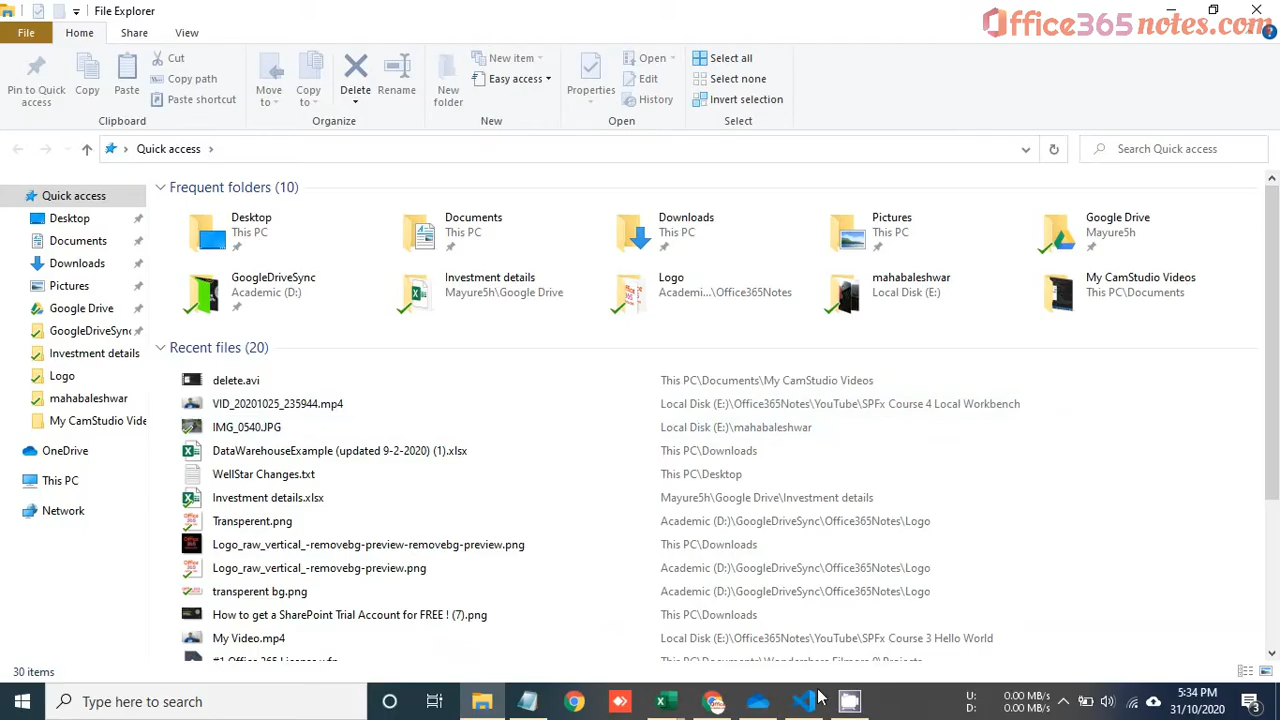 File Explorer
Office365notes.com
File Home Share View
Pin to Quick access
Copy
Paste
Cut
Copy path
Paste shortcut
Clipboard
Move to
Copy to
Delete
Rename
Organize
New folder
New item
Easy access
New
Properties
Open
Edit
History
Open
Select all
Select none
Invert selection
Select
Quick access
Search Quick access
Quick access
Desktop
Documents
Downloads
Pictures
Google Drive
GoogleDriveSync
Investment details
Logo
mahabaleshwar
My CamStudio Vide
OneDrive
This PC
Network
Frequent folders (10)
Desktop
This PC
Documents
This PC
Downloads
This PC
Pictures
This PC
Google Drive
Mayure5h
GoogleDriveSync
Academic (D:)
Investment details
Mayure5h\Google Drive
Logo
Academi...\Office365Notes
mahabaleshwar
Local Disk (E:)
My CamStudio Videos
This PC\Documents
Recent files (20)
delete.avi This PC\Documents\My CamStudio Videos
VID_20201025_235944.mp4 Local Disk (E:)\Office365Notes\YouTube\SPFx Course 4 Local Workbench
IMG_0540.JPG Local Disk (E:)\mahabaleshwar
DataWarehouseExample (updated 9-2-2020) (1).xlsx This PC\Downloads
WellStar Changes.txt This PC\Desktop
Investment details.xlsx Mayure5h\Google Drive\Investment details
Transperent.png Academic (D:)\GoogleDriveSync\Office365Notes\Logo
Logo_raw_vertical_-removebg-preview-removebg-preview.png This PC\Downloads
Logo_raw_vertical_-removebg-preview.png Academic (D:)\GoogleDriveSync\Office365Notes\Logo
transperent bg.png Academic (D:)\GoogleDriveSync\Office365Notes\Logo
How to get a SharePoint Trial Account for FREE ! (7).png This PC\Downloads
My Video.mp4 Local Disk (E:)\Office365Notes\YouTube\SPFx Course 3 Hello World
30 items
Type here to search
U: 0.00 MB/s
D: 0.00 MB/s
5:34 PM
31/10/2020
3